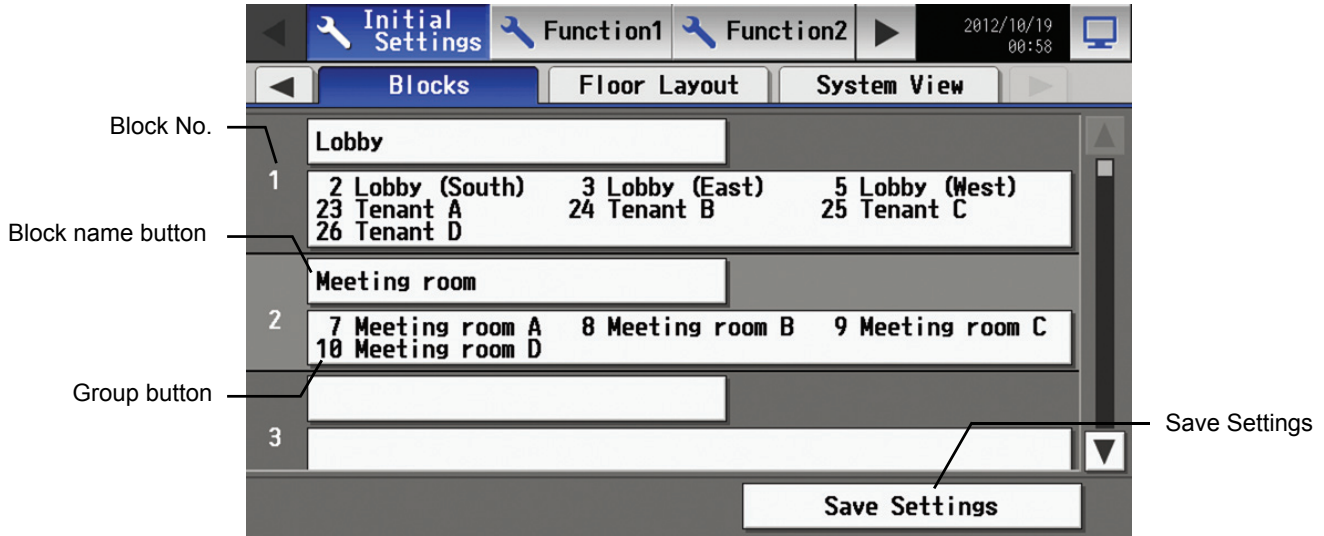 Initial
Settings
Function1
Function2
2012/10/19
00:58
Blocks
Floor Layout
System View
Block No.
Lobby
1
2 Lobby (South) 3 Lobby (East) 5 Lobby (West)
23 Tenant A 24 Tenant B 25 Tenant C
26 Tenant D
Block name button
Meeting room
2
7 Meeting room A 8 Meeting room B 9 Meeting room C
10 Meeting room D
Group button
3
Save Settings
Save Settings